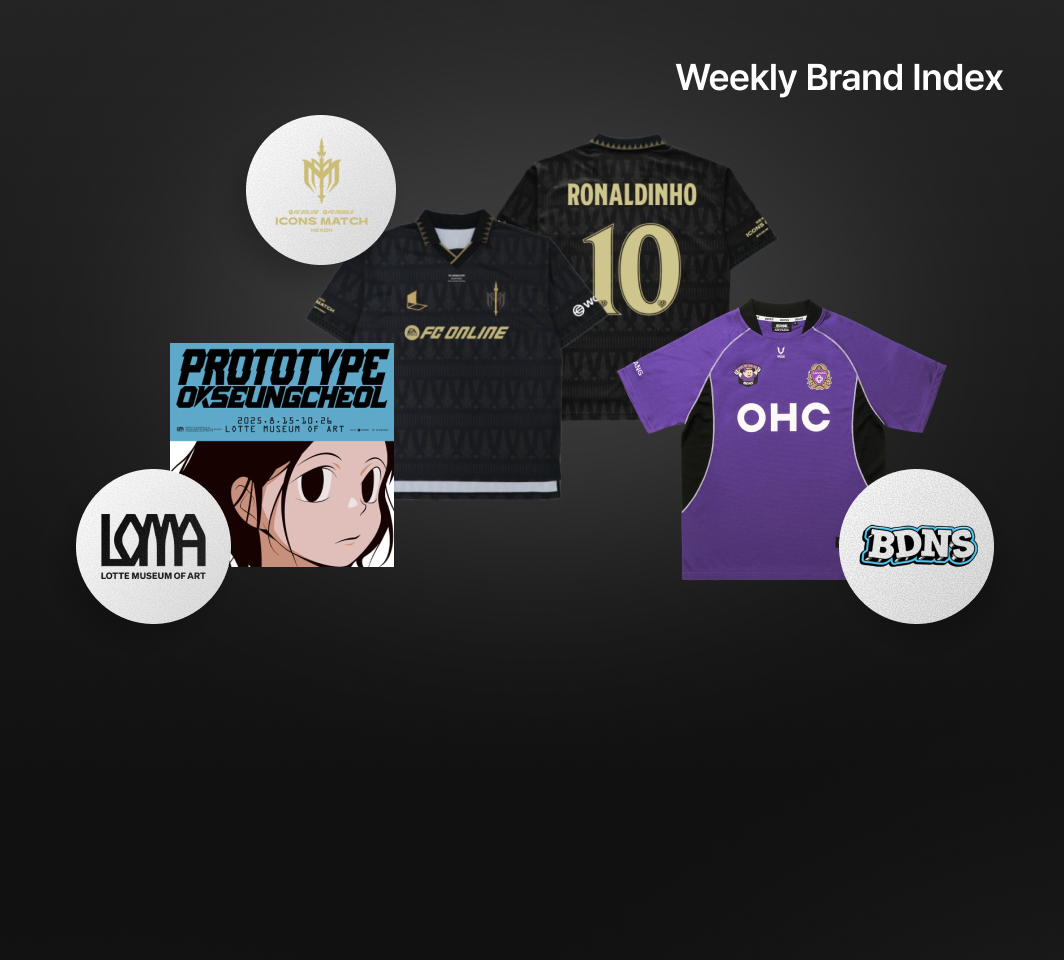 Weekly Brand Index
ICONS MATCH
NEXON
RONALDINHO
10
FC ONLINE
PROTOTYPE
OKSEUNGCHEOL
2025.8.15-10.26
LOTTE MUSEUM OF ART
OHC
LOMA
LOTTE MUSEUM OF ART
BDNS